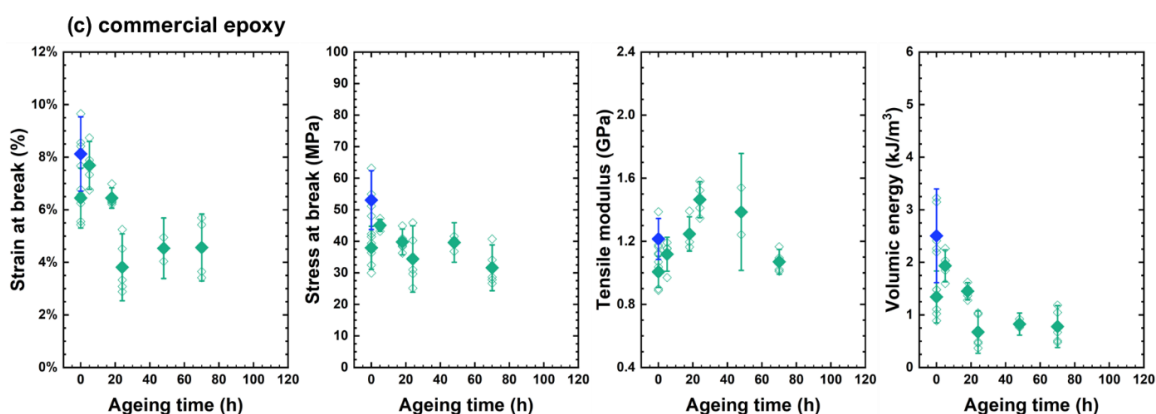 (c) commercial epoxy
Strain at break (%)
12%
10%
8%
6%
4%
2%
0%
0 20 40 60 80 100 120
Ageing time (h)
Stress at break (MPa)
100
90
80
70
60
50
40
30
20
10
0
0 20 40 60 80 100 120
Ageing time (h)
Tensile modulus (GPa)
2.4
2.0
1.6
1.2
0.8
0.4
0 20 40 60 80 100 120
Ageing time (h)
Volumic energy (kJ/m³)
6
5
4
3
2
1
0
0 20 40 60 80 100 120
Ageing time (h)